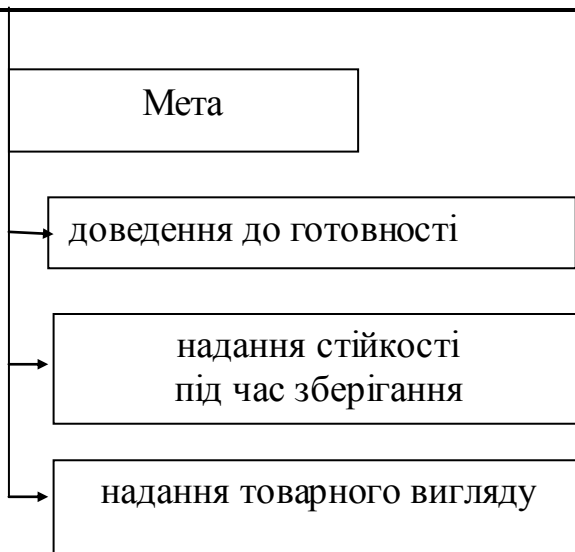 Мета
доведення до готовності
надання стійкості
під час зберігання
надання товарного вигляду